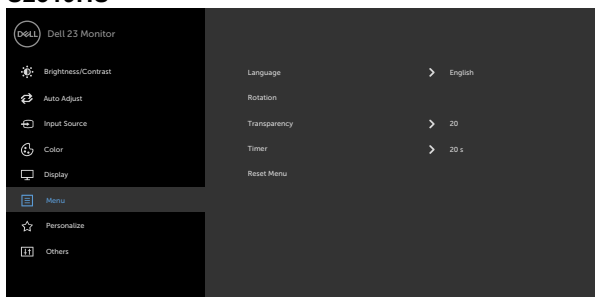 DELL Dell 23 Monitor
Brightness/Contrast
Auto Adjust
Input Source
Color
Display
Menu
Personalize
Others
Language > English
Rotation
Transparency > 20
Timer > 20 s
Reset Menu